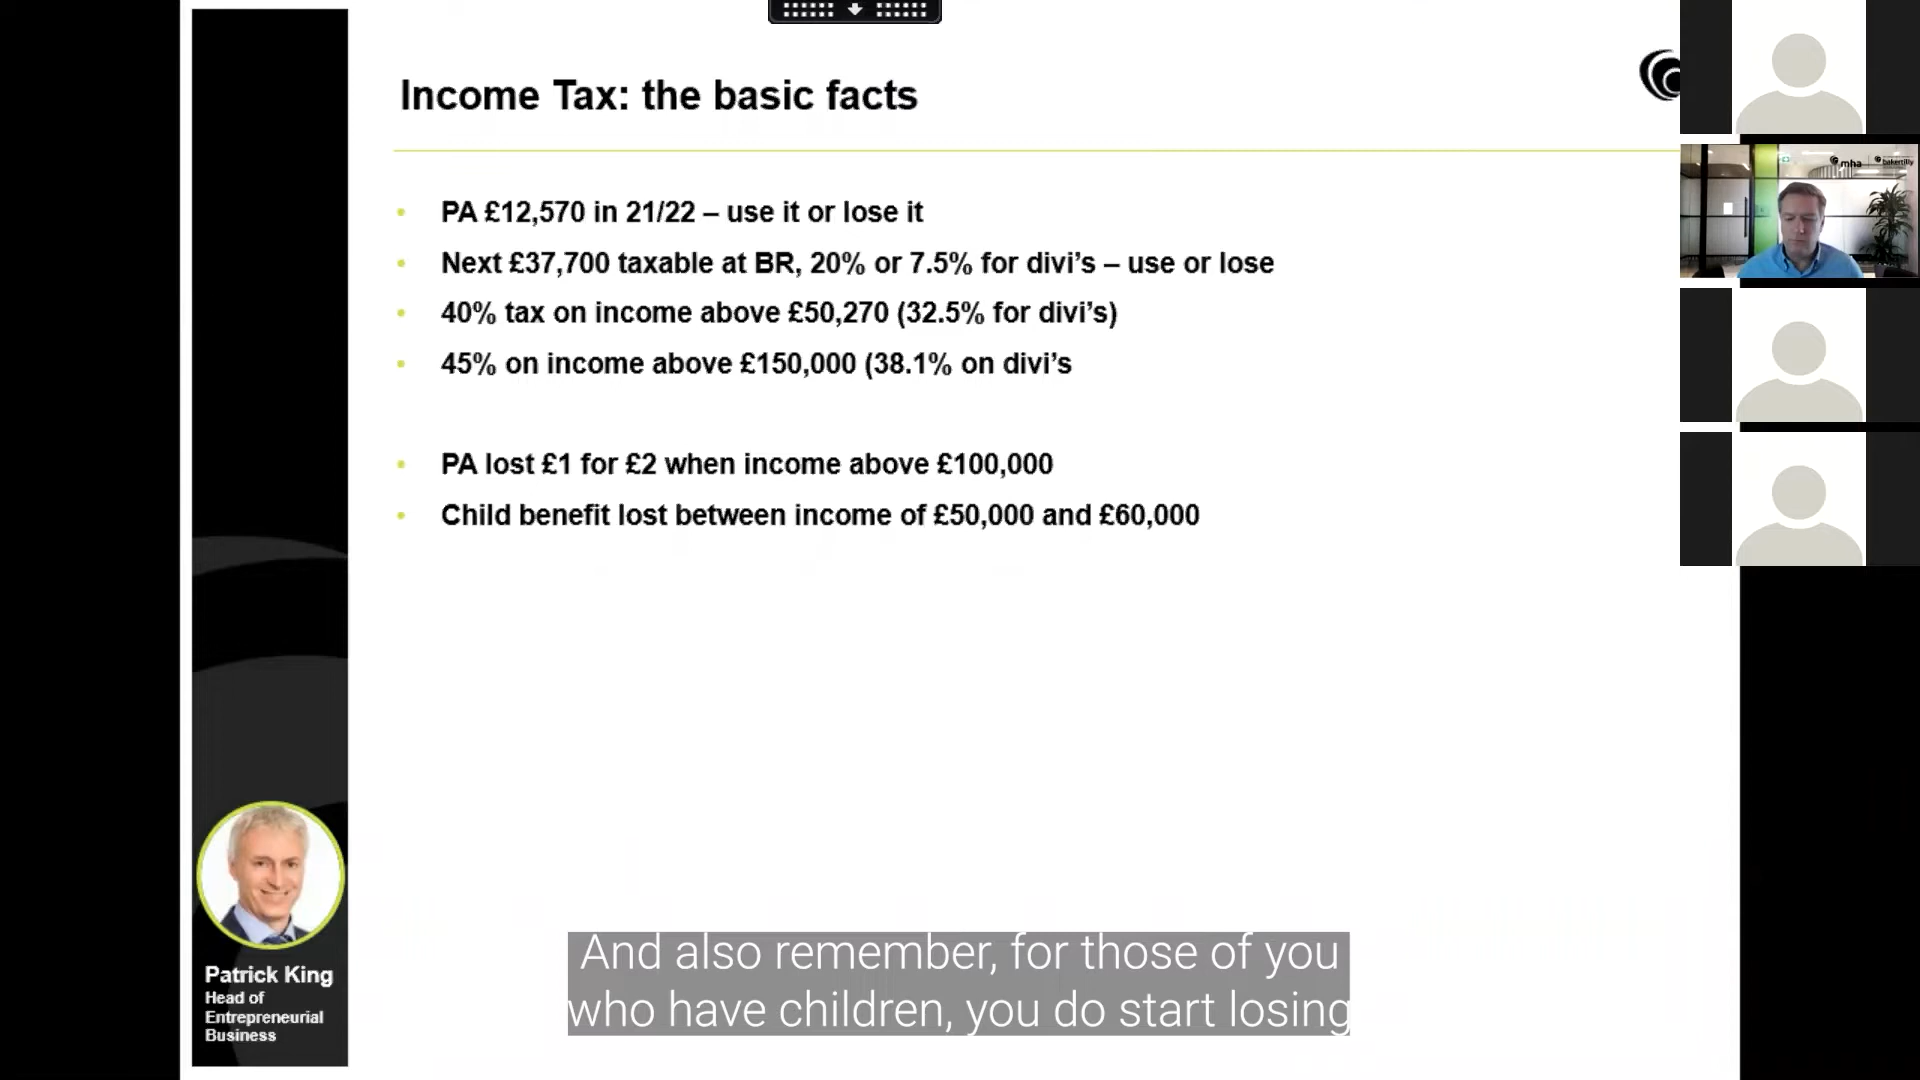 Income Tax: the basic facts
• PA £12,570 in 21/22 – use it or lose it
• Next £37,700 taxable at BR, 20% or 7.5% for divi’s – use or lose
• 40% tax on income above £50,270 (32.5% for divi’s)
• 45% on income above £150,000 (38.1% on divi’s
• PA lost £1 for £2 when income above £100,000
• Child benefit lost between income of £50,000 and £60,000
mha
bakertilly
Patrick King
Head of
Entrepreneurial
Business
And also remember, for those of you
who have children, you do start losing